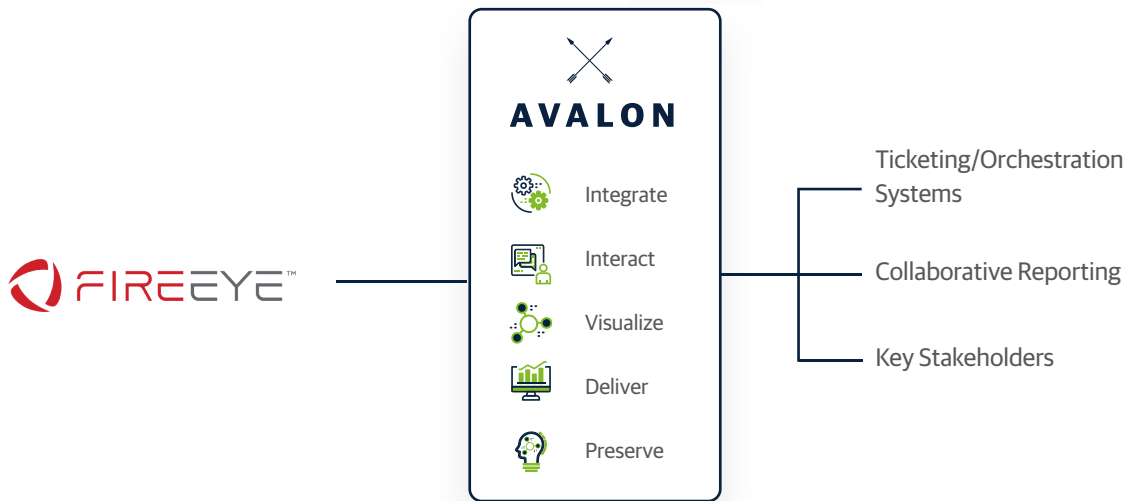 FIREEYE™
AVALON
Integrate
Interact
Visualize
Deliver
Preserve
Ticketing/Orchestration
Systems
Collaborative Reporting
Key Stakeholders